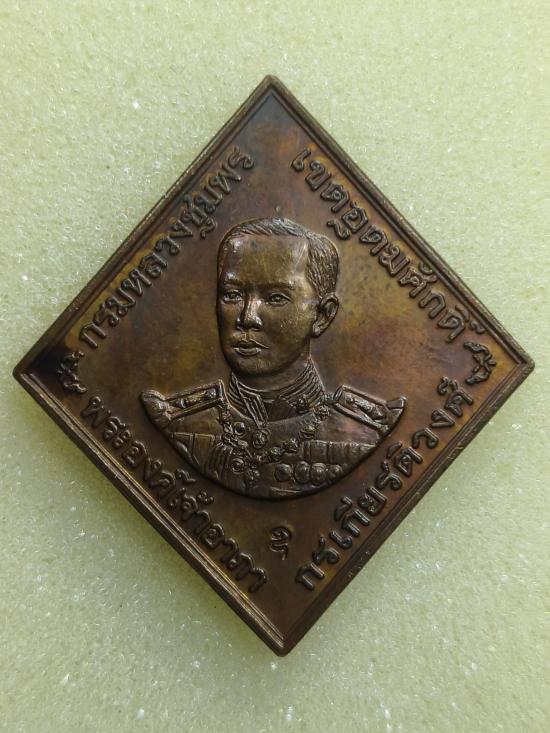 กรมหลวงชุมพร
เขตอุดมศักดิ์
พระองค์เจ้าอาภา
กรเกียรติวงศ์